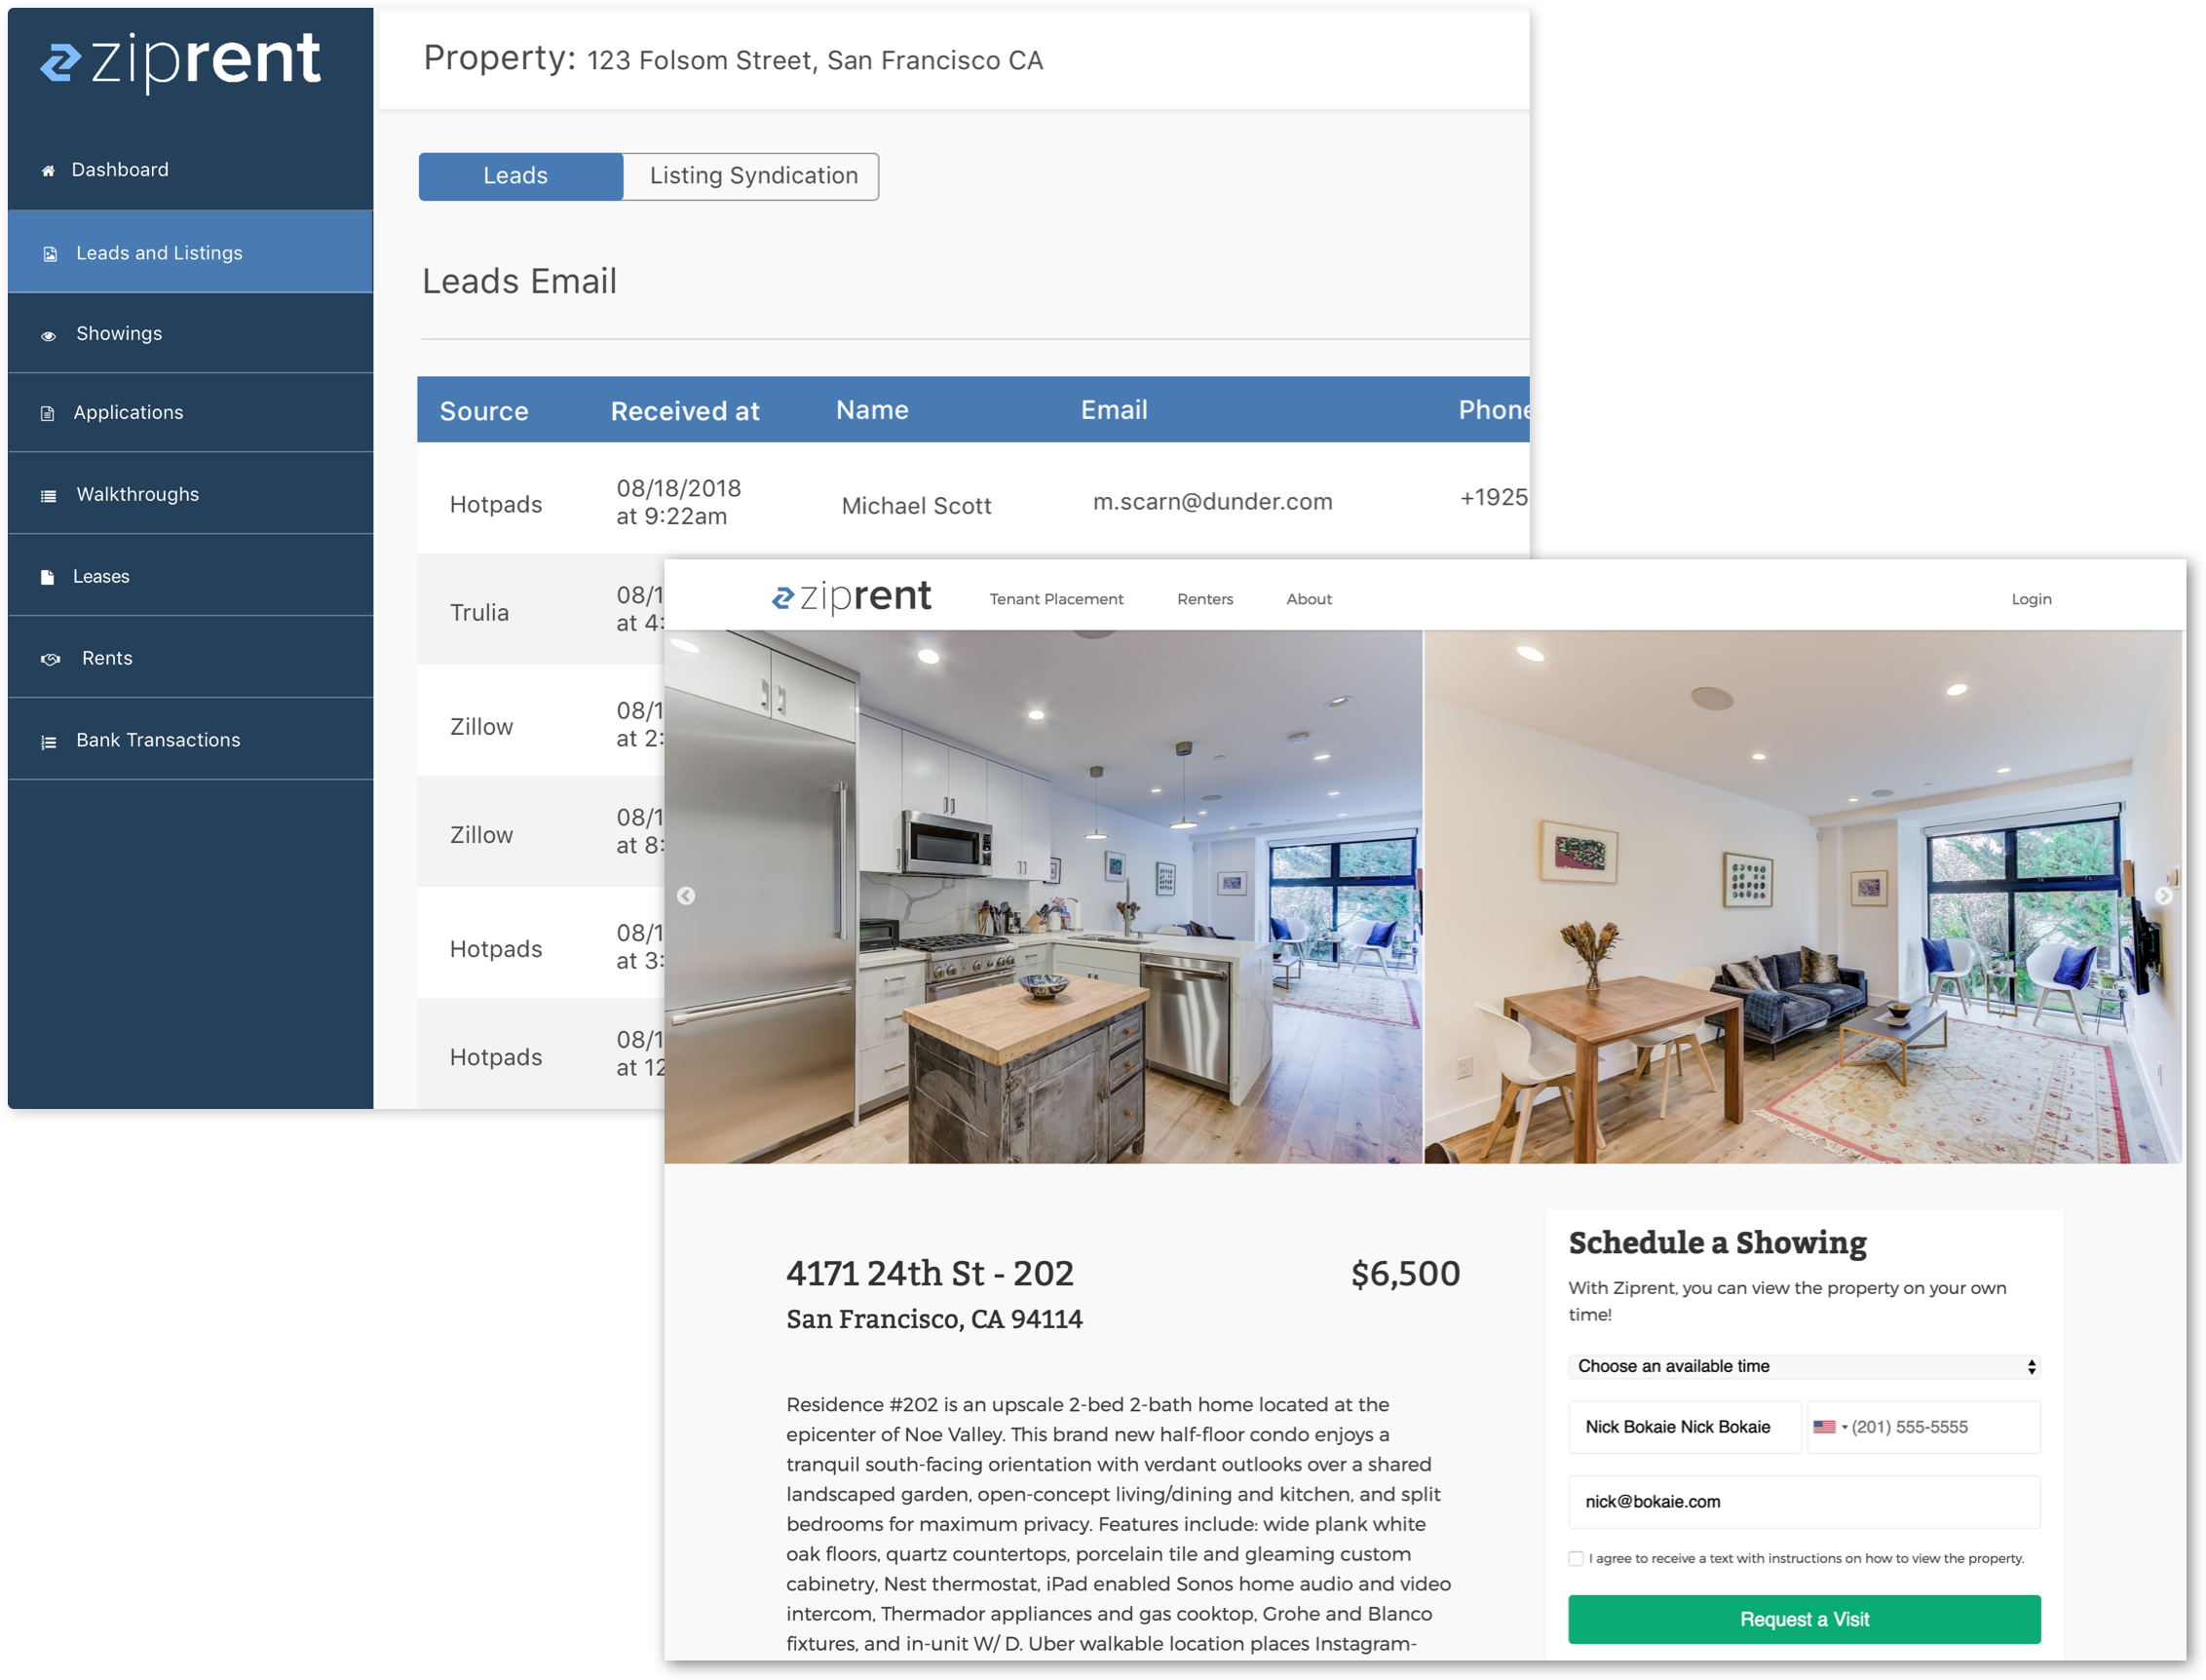 ziprent
Dashboard
Leads and Listings
Showings
Applications
Walkthroughs
Leases
Rents
Bank Transactions
Property: 123 Folsom Street, San Francisco CA
Leads Listing Syndication
Leads Email
Source Received at Name Email Phone
Hotpads 08/18/2018 at 9:22am Michael Scott m.scarn@dunder.com +1925
Trulia 08/1
at 4:
Zillow 08/1
at 2:
Zillow 08/1
at 8:
Hotpads 08/1
at 3:
Hotpads 08/1
at 12
ziprent Tenant Placement Renters About Login
4171 24th St - 202 $6,500
San Francisco, CA 94114
Residence #202 is an upscale 2-bed 2-bath home located at the
epicenter of Noe Valley. This brand new half-floor condo enjoys a
tranquil south-facing orientation with verdant outlooks over a shared
landscaped garden, open-concept living/dining and kitchen, and split
bedrooms for maximum privacy. Features include: wide plank white
oak floors, quartz countertops, porcelain tile and gleaming custom
cabinetry, Nest thermostat, iPad enabled Sonos home audio and video
intercom, Thermador appliances and gas cooktop, Grohe and Blanco
fixtures, and in-unit W/ D. Uber walkable location places Instagram-
Schedule a Showing
With Ziprent, you can view the property on your own
time!
Choose an available time
Nick Bokaie Nick Bokaie (201) 555-5555
nick@bokaie.com
I agree to receive a text with instructions on how to view the property.
Request a Visit